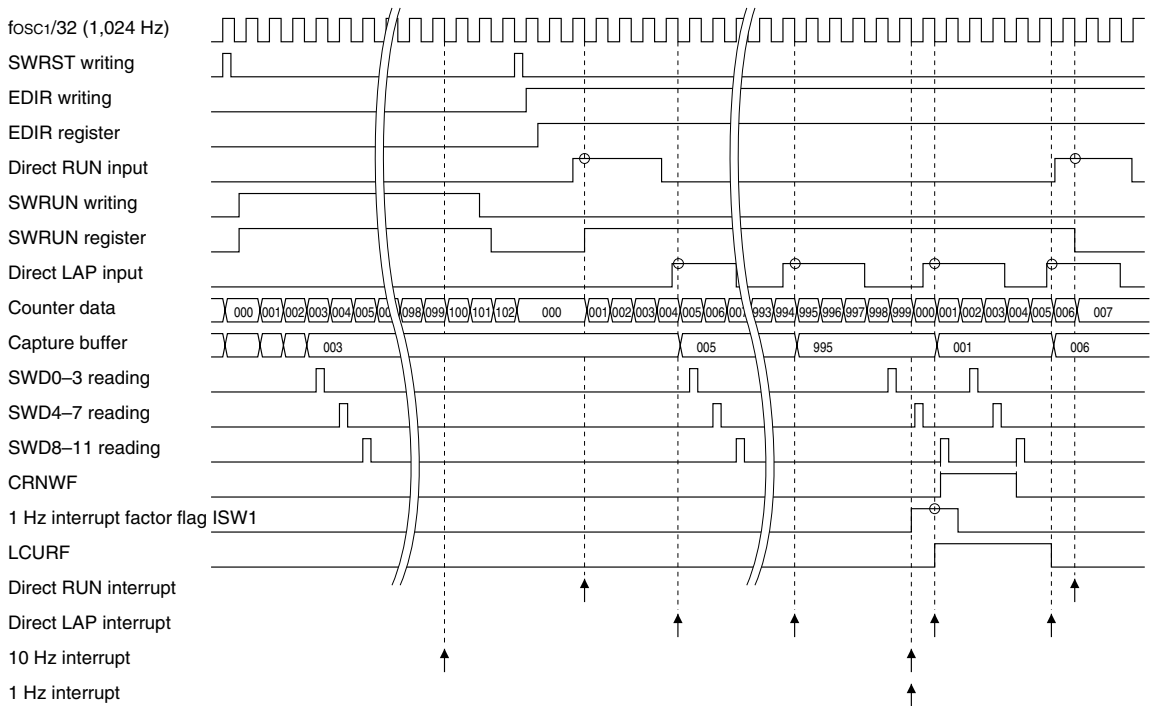 fOSC1/32 (1,024 Hz)
SWRST writing
EDIR writing
EDIR register
Direct RUN input
SWRUN writing
SWRUN register
Direct LAP input
Counter data 000 001 002 003 004 005 098 099 100 101 102 000 001 002 003 004 005 006 993 994 995 996 997 998 999 000 001 002 003 004 005 006 007
Capture buffer 003 005 995 001 006
SWD0–3 reading
SWD4–7 reading
SWD8–11 reading
CRNWF
1 Hz interrupt factor flag ISW1
LCURF
Direct RUN interrupt
Direct LAP interrupt
10 Hz interrupt
1 Hz interrupt